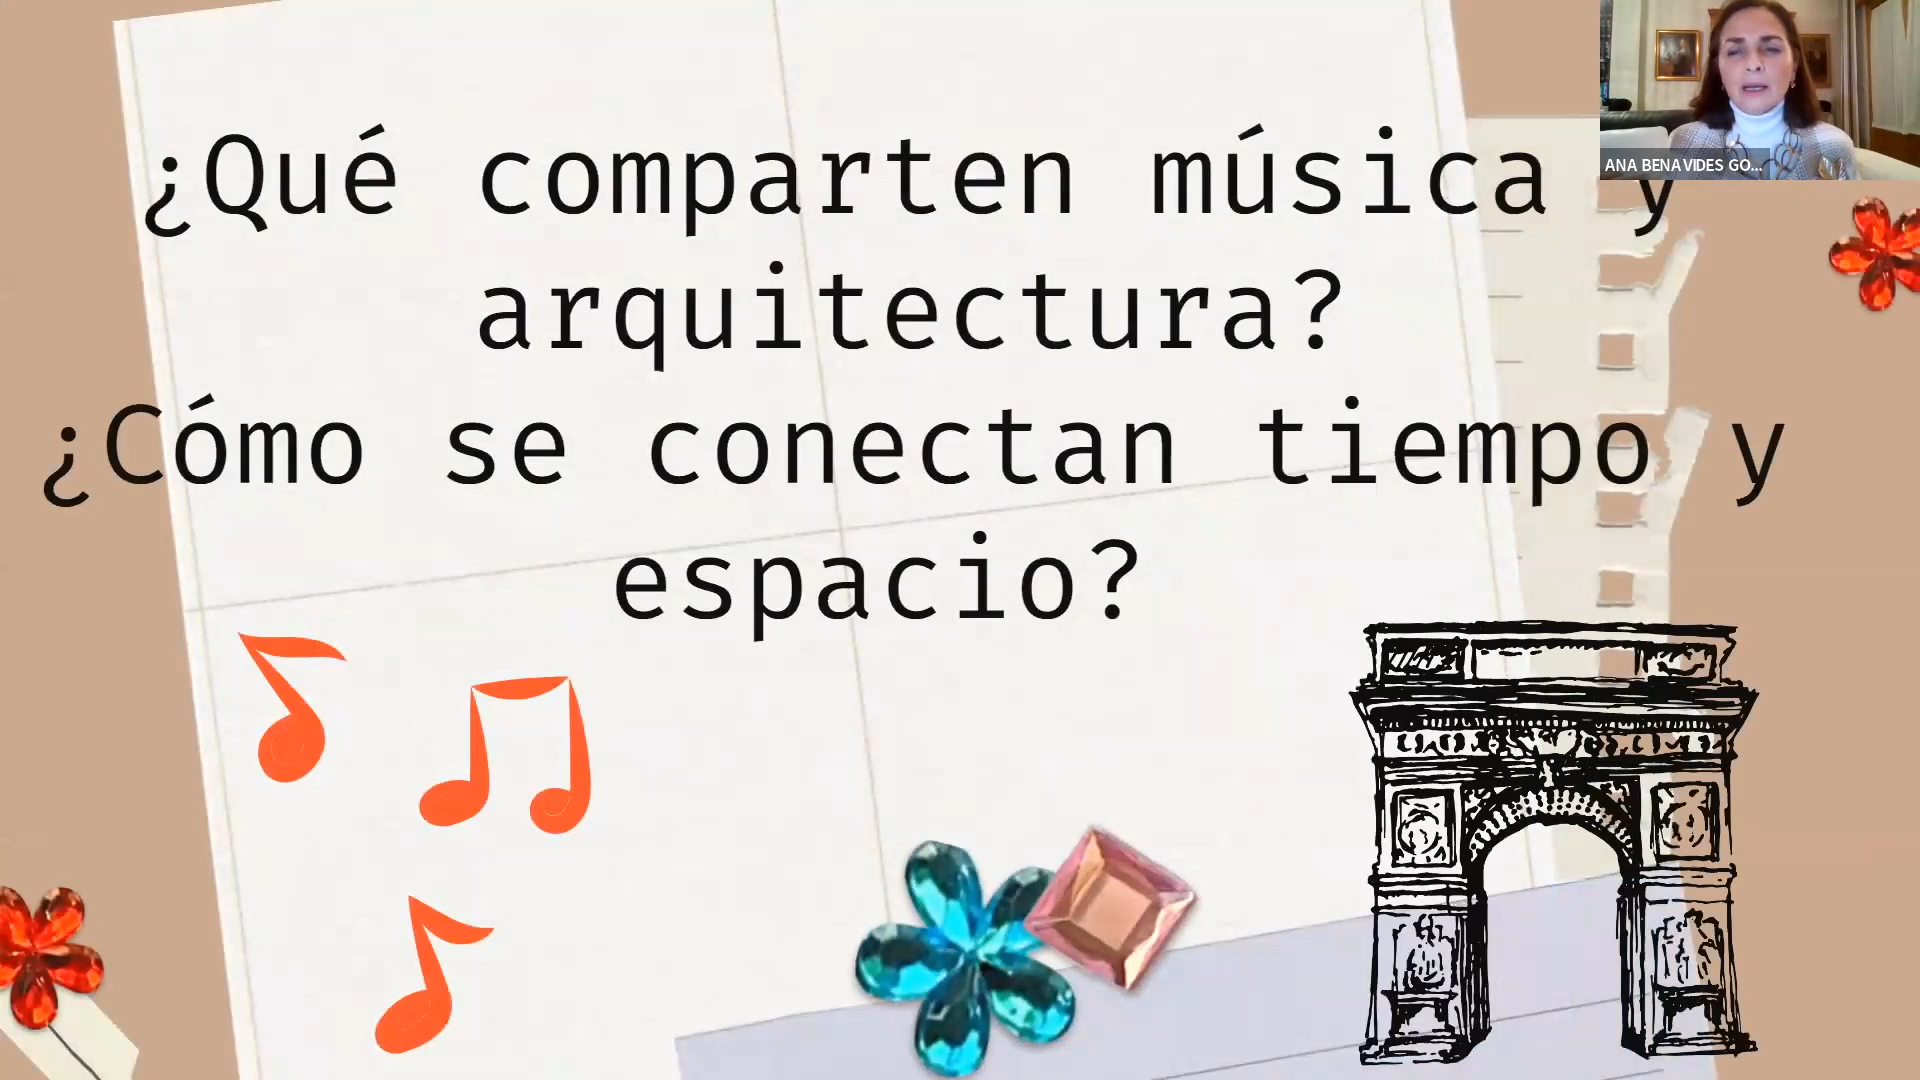 ¿Qué comparten música y
arquitectura?
¿Cómo se conectan tiempo y
espacio?
ANA BENAVIDES GO...